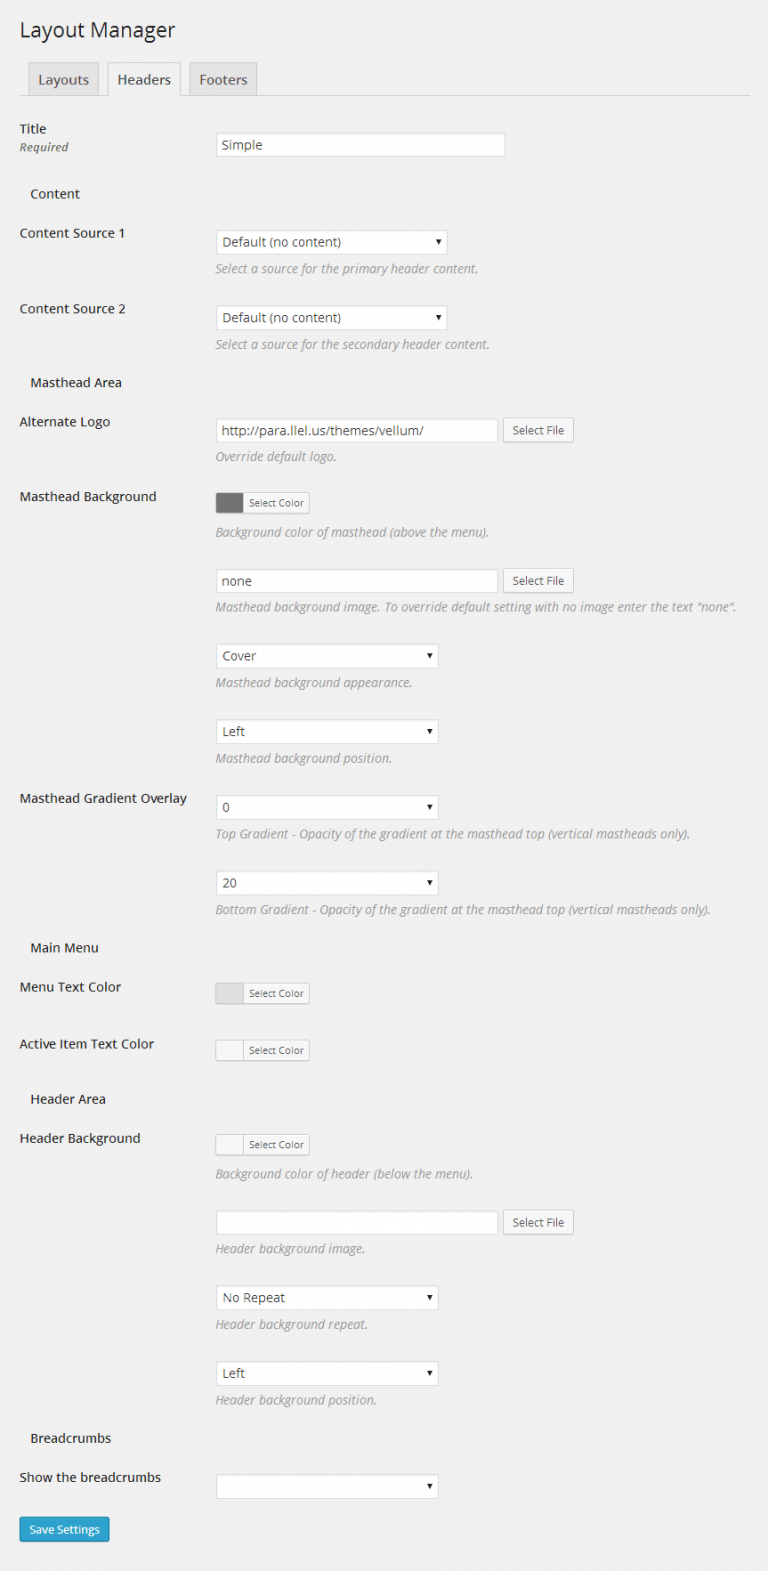 Layout Manager
Layouts Headers Footers
Title
Required
Simple
Content
Content Source 1
Default (no content)
Select a source for the primary header content.
Content Source 2
Default (no content)
Select a source for the secondary header content.
Masthead Area
Alternate Logo
http://para.llel.us/themes/vellum/ Select File
Override default logo.
Masthead Background
Select Color
Background color of masthead (above the menu).
none Select File
Masthead background image. To override default setting with no image enter the text "none".
Cover
Masthead background appearance.
Left
Masthead background position.
Masthead Gradient Overlay
0
Top Gradient - Opacity of the gradient at the masthead top (vertical mastheads only).
20
Bottom Gradient - Opacity of the gradient at the masthead top (vertical mastheads only).
Main Menu
Menu Text Color
Select Color
Active Item Text Color
Select Color
Header Area
Header Background
Select Color
Background color of header (below the menu).
Select File
Header background image.
No Repeat
Header background repeat.
Left
Header background position.
Breadcrumbs
Show the breadcrumbs
Save Settings